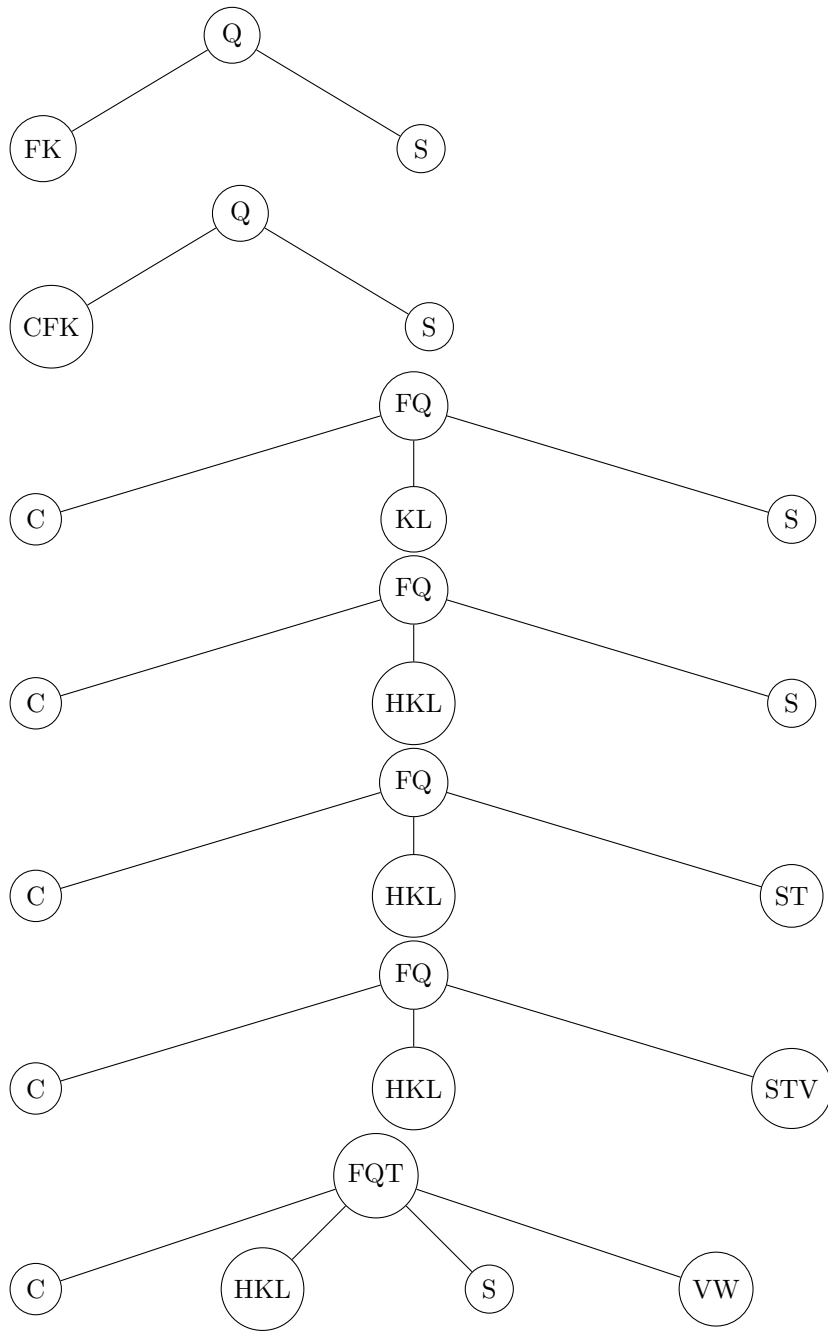 Q
FK S
Q
CFK S
FQ
C KL S
FQ
C HKL S
FQ
C HKL ST
FQ
C HKL STV
FQT
C HKL S VW